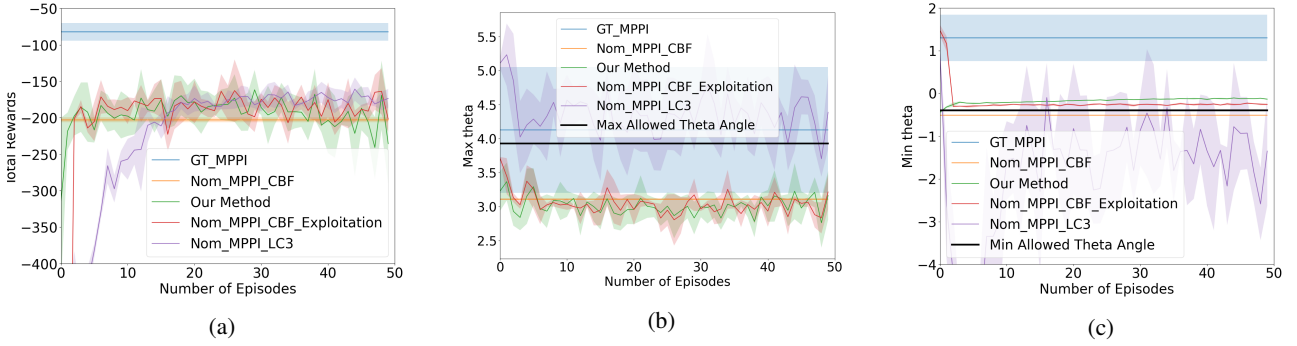 −50
−100
−150
−200
−250
−300
−350
−400
0
10
20
30
40
50
Total Rewards
Number of Episodes
GT_MPPI
Nom_MPPI_CBF
Our Method
Nom_MPPI_CBF_Exploitation
Nom_MPPI_LC3
(a)
5.0
4.5
4.0
3.5
3.0
2.5
0
10
20
30
40
50
Max theta
Number of Episodes
GT_MPPI
Nom_MPPI_CBF
Our Method
Nom_MPPI_CBF_Exploitation
Nom_MPPI_LC3
Max Allowed Theta Angle
(b)
2
1
0
−1
−2
−3
−4
0
10
20
30
40
50
Min theta
Number of Episodes
GT_MPPI
Nom_MPPI_CBF
Our Method
Nom_MPPI_CBF_Exploitation
Nom_MPPI_LC3
Min Allowed Theta Angle
(c)